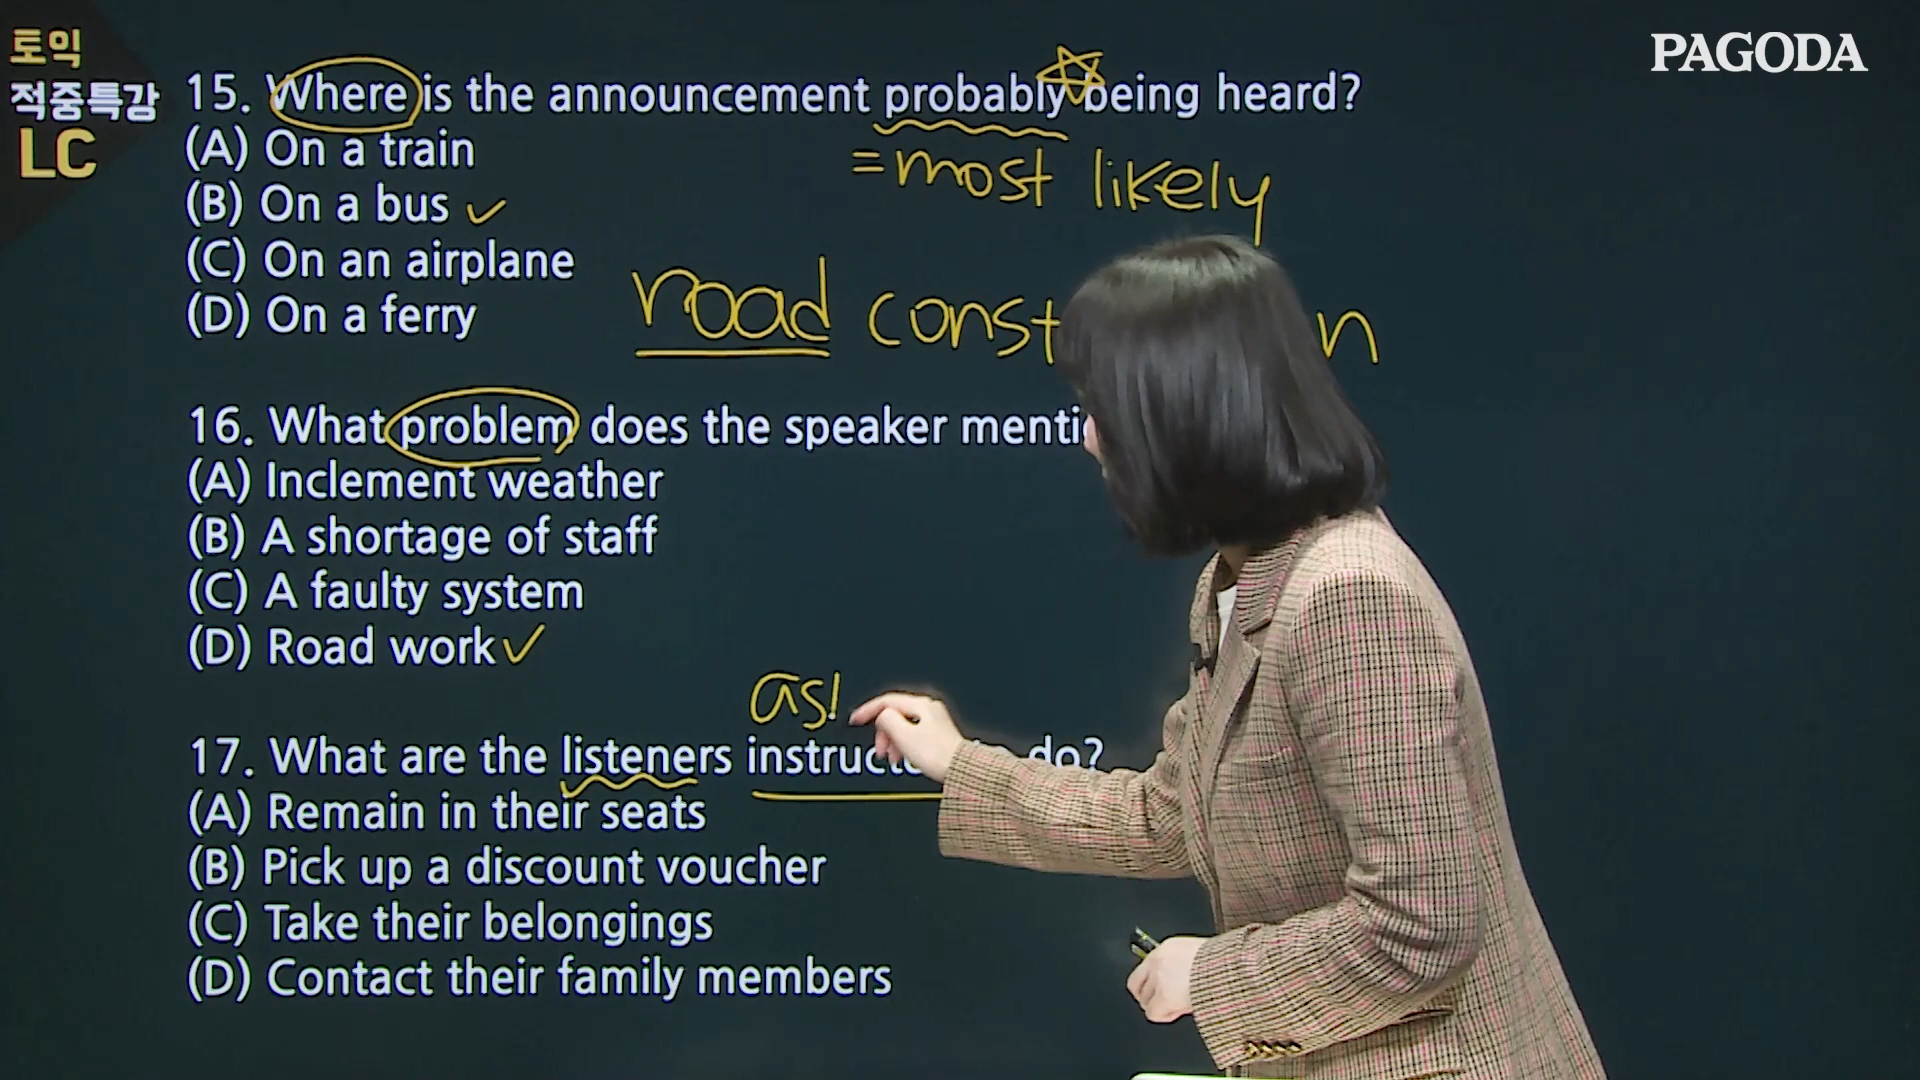 토익
적중특강
LC
PAGODA
15. Where is the announcement probably being heard?
= most likely
(A) On a train
(B) On a bus
(C) On an airplane
(D) On a ferry
road
16. What problem does the speaker
(A) Inclement weather
(B) A shortage of staff
(C) A faulty system
(D) Road work
17. What are the listeners do?
(A) Remain in their seats
(B) Pick up a discount voucher
(C) Take their belongings
(D) Contact their family members